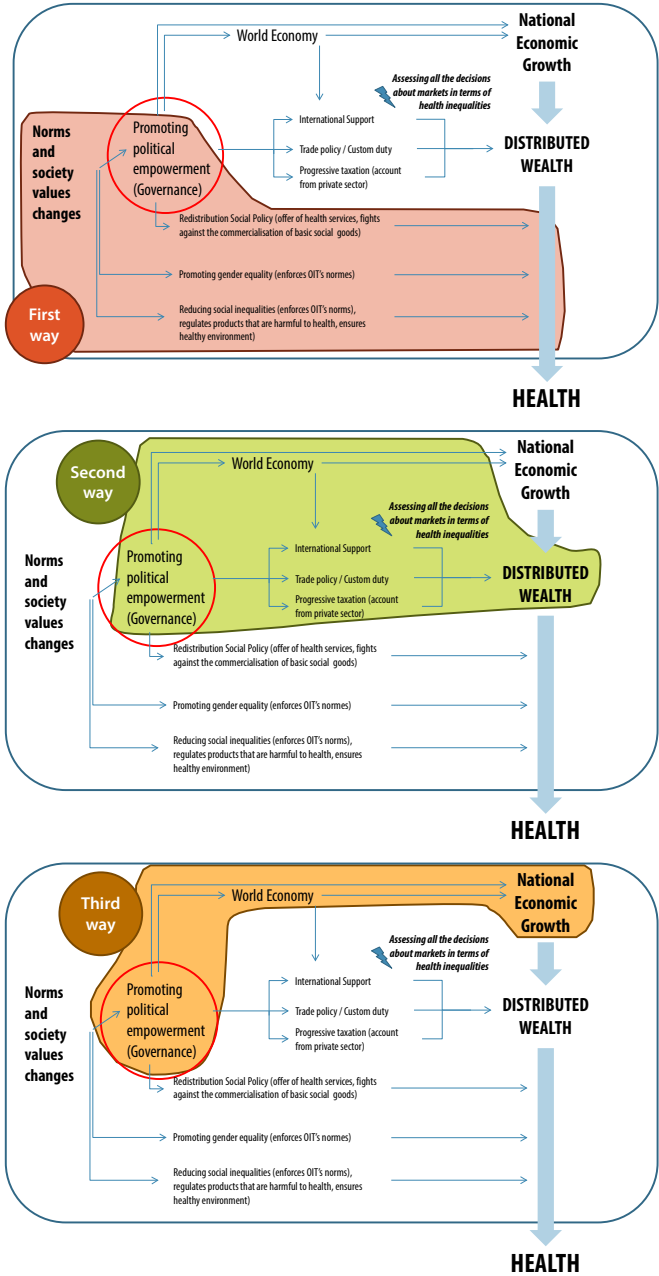 National
Economic
Growth
World Economy
Assessing all the decisions
about markets in terms of
health inequalities
Norms
and
society
values
changes
Promoting
political
empowerment
(Governance)
International Support
Trade policy / Custom duty
Progressive taxation (account
from private sector)
DISTRIBUTED
WEALTH
Redistribution Social Policy (offer of health services, fights
against the commercialisation of basic social goods)
Promoting gender equality (enforces OIT's normes)
Reducing social inequalities (enforces OIT's norms),
regulates products that are harmful to health, ensures
healthy environment)
First
way
HEALTH
Second
way
National
Economic
Growth
World Economy
Assessing all the decisions
about markets in terms of
health inequalities
Norms
and
society
values
changes
Promoting
political
empowerment
(Governance)
International Support
Trade policy / Custom duty
Progressive taxation (account
from private sector)
DISTRIBUTED
WEALTH
Redistribution Social Policy (offer of health services, fights
against the commercialisation of basic social goods)
Promoting gender equality (enforces OIT's normes)
Reducing social inequalities (enforces OIT's norms),
regulates products that are harmful to health, ensures
healthy environment)
HEALTH
Third
way
National
Economic
Growth
World Economy
Assessing all the decisions
about markets in terms of
health inequalities
Norms
and
society
values
changes
Promoting
political
empowerment
(Governance)
International Support
Trade policy / Custom duty
Progressive taxation (account
from private sector)
DISTRIBUTED
WEALTH
Redistribution Social Policy (offer of health services, fights
against the commercialisation of basic social goods)
Promoting gender equality (enforces OIT's normes)
Reducing social inequalities (enforces OIT's norms),
regulates products that are harmful to health, ensures
healthy environment)
HEALTH